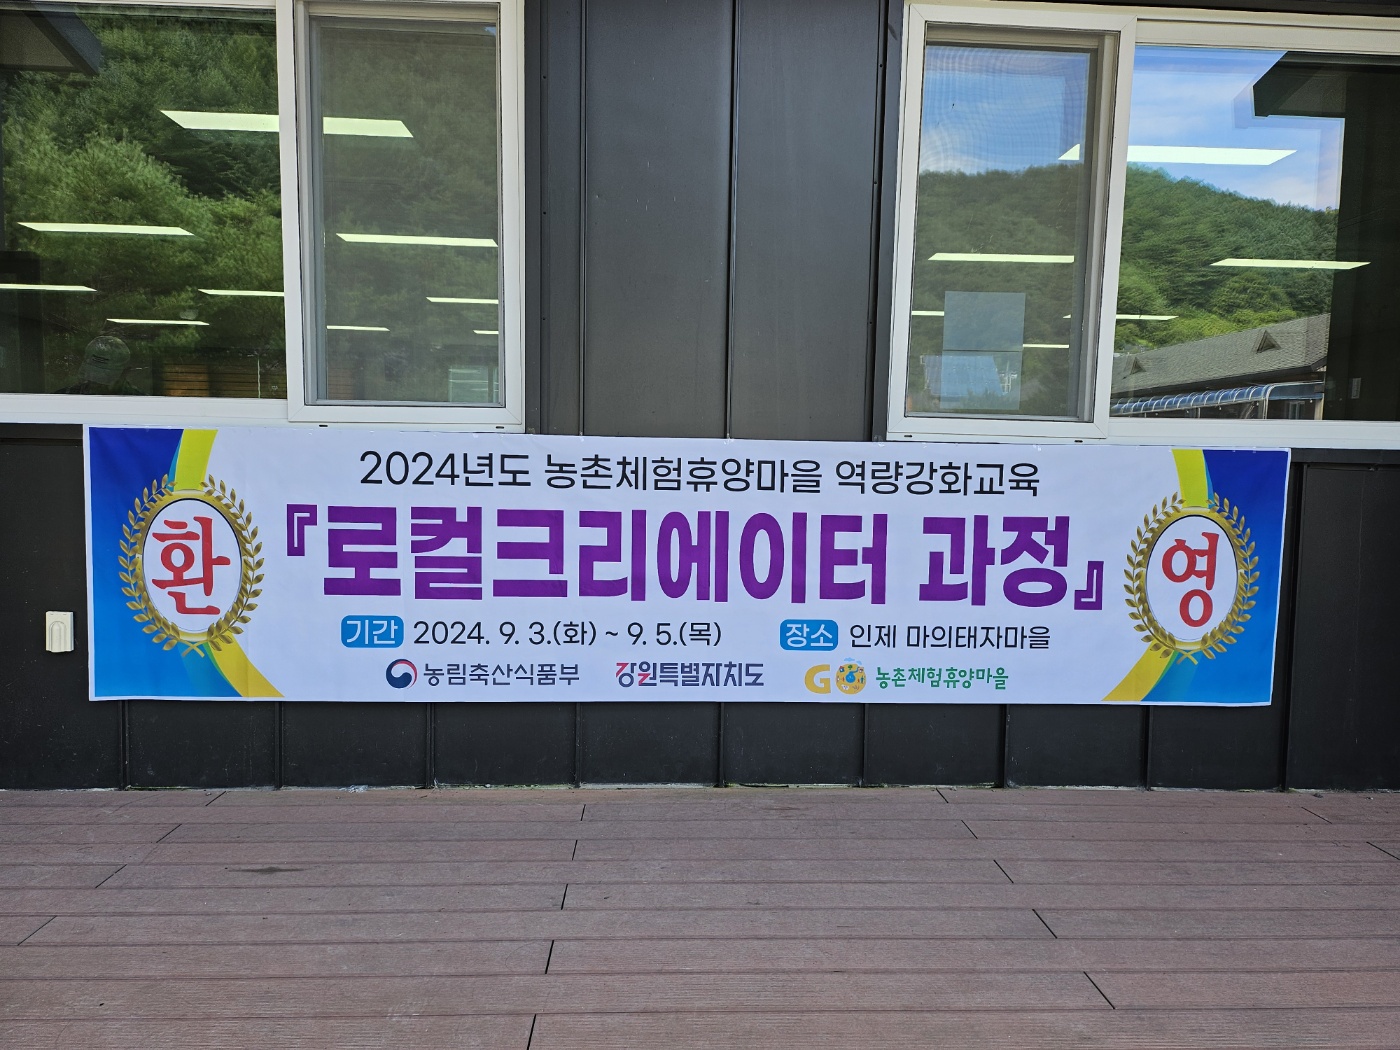 2024년도 농촌체험휴양마을 역량강화교육
환 『로컬크리에이터 과정』 영
기간 2024. 9. 3.(화) ~ 9. 5.(목) 장소 인제 마의태자마을
농림축산식품부 강원특별자치도 GO 농촌체험휴양마을